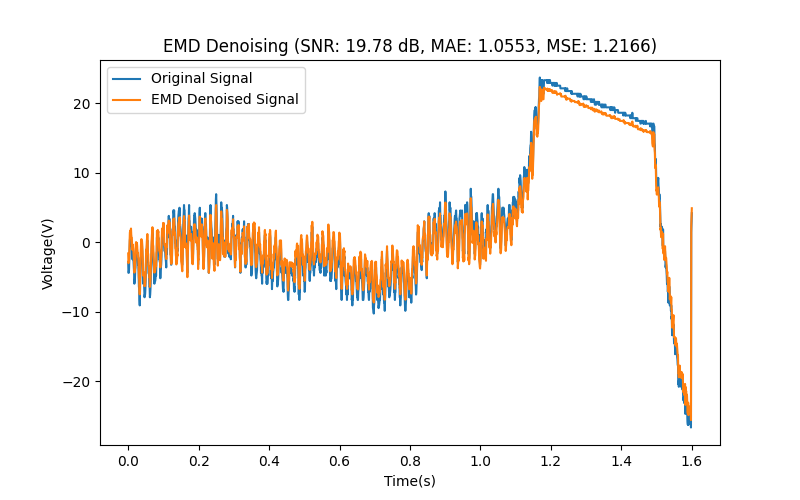 EMD Denoising (SNR: 19.78 dB, MAE: 1.0553, MSE: 1.2166)
Original Signal
EMD Denoised Signal
Voltage(V)
20
10
0
−10
−20
0.0 0.2 0.4 0.6 0.8 1.0 1.2 1.4 1.6
Time(s)